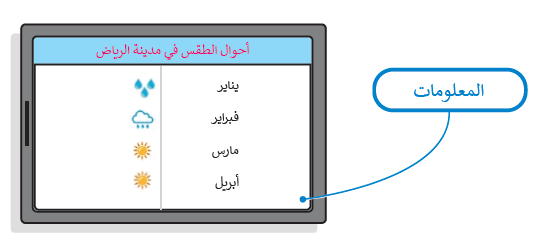 أحوال الطقس في مدينة الرياض
يناير
فبراير
مارس
أبريل
المعلومات